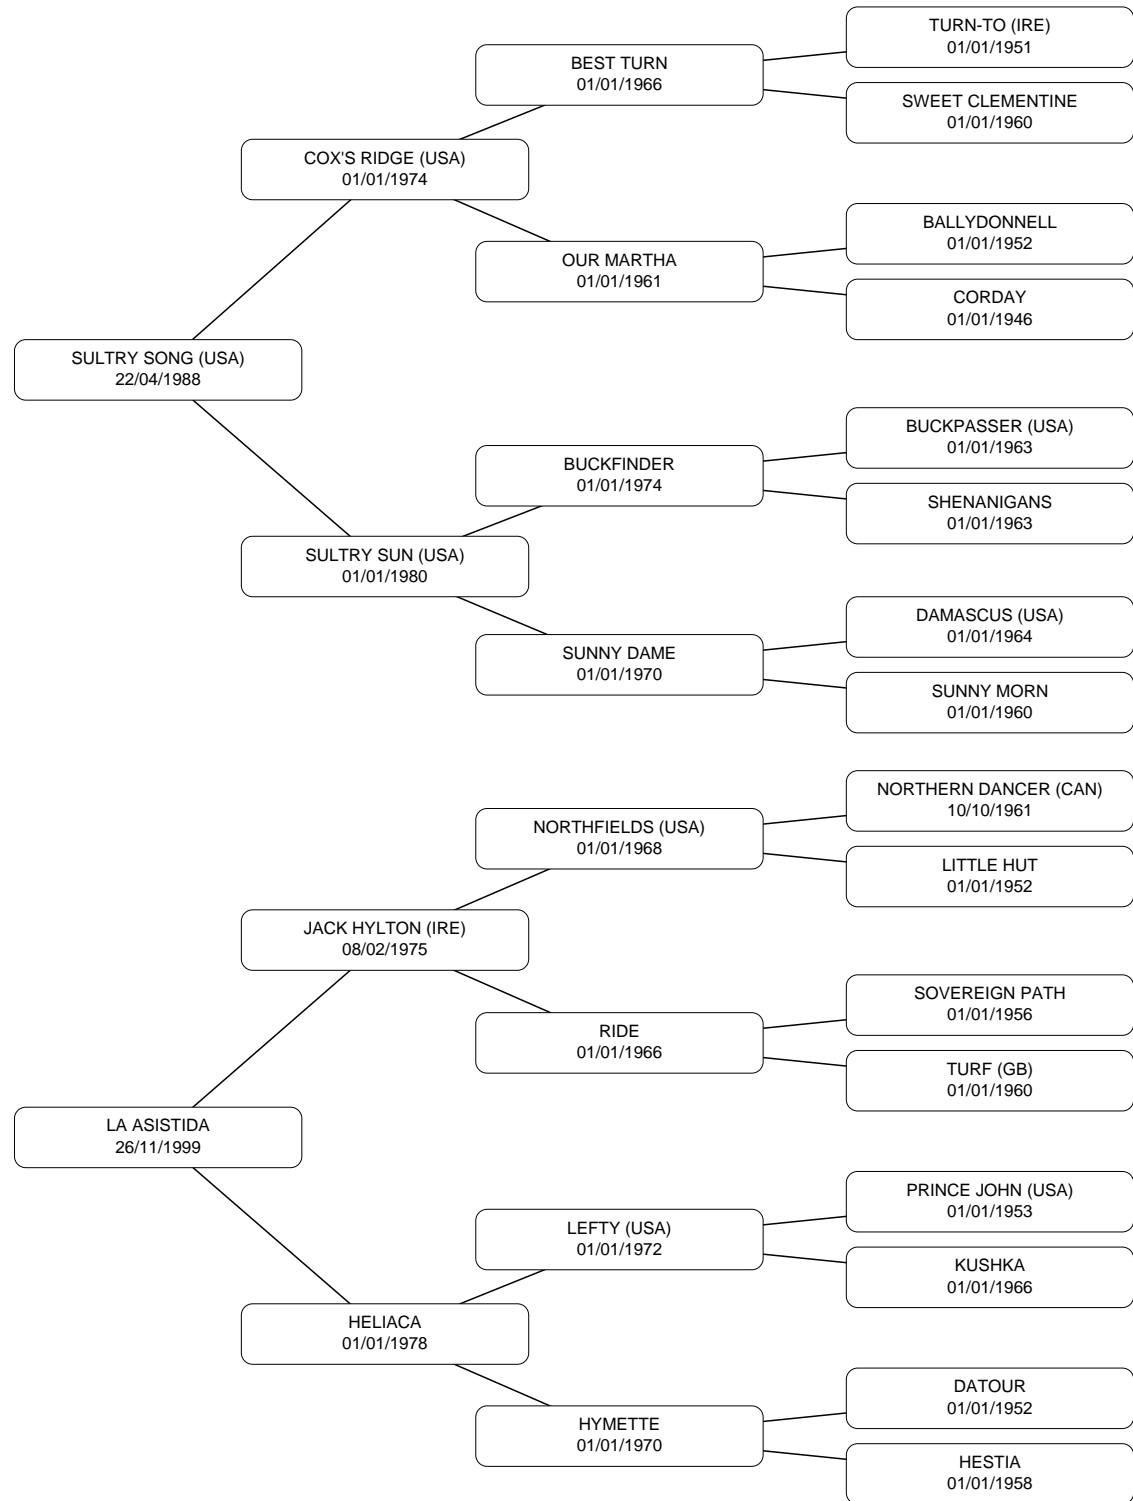 TURN-TO (IRE)
01/01/1951
BEST TURN
01/01/1966
SWEET CLEMENTINE
01/01/1960
COX'S RIDGE (USA)
01/01/1974
BALLYDONNELL
01/01/1952
OUR MARTHA
01/01/1961
CORDAY
01/01/1946
SULTRY SONG (USA)
22/04/1988
BUCKPASSER (USA)
01/01/1963
BUCKFINDER
01/01/1974
SHENANIGANS
01/01/1963
SULTRY SUN (USA)
01/01/1980
DAMASCUS (USA)
01/01/1964
SUNNY DAME
01/01/1970
SUNNY MORN
01/01/1960
NORTHERN DANCER (CAN)
10/10/1961
NORTHFIELDS (USA)
01/01/1968
LITTLE HUT
01/01/1952
JACK HYLTON (IRE)
08/02/1975
SOVEREIGN PATH
01/01/1956
RIDE
01/01/1966
TURF (GB)
01/01/1960
LA ASISTIDA
26/11/1999
PRINCE JOHN (USA)
01/01/1953
LEFTY (USA)
01/01/1972
KUSHKA
01/01/1966
HELIACA
01/01/1978
DATOUR
01/01/1952
HYMETTE
01/01/1970
HESTIA
01/01/1958